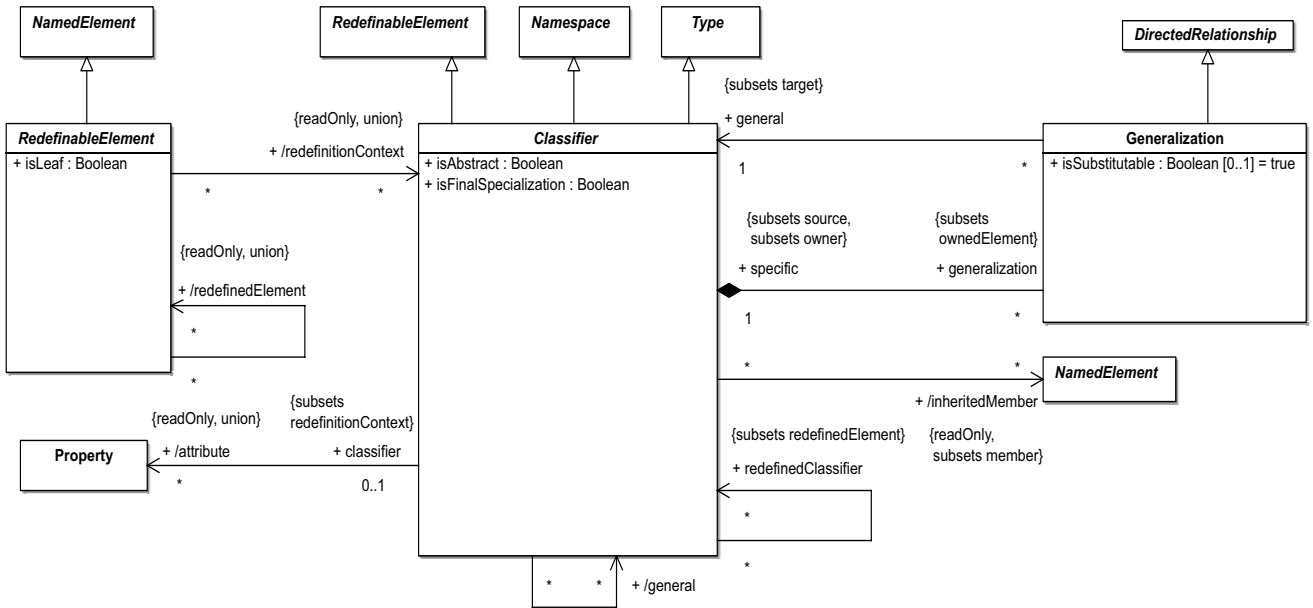 NamedElement
RedefinableElement
Namespace
Type
DirectedRelationship
RedefinableElement
+ isLeaf : Boolean
{readOnly, union}
+ /redefinitionContext
*
*
Classifier
+ isAbstract : Boolean
+ isFinalSpecialization : Boolean
{subsets target}
+ general
1
*
Generalization
+ isSubstitutable : Boolean [0..1] = true
{subsets source,
subsets owner}
+ specific
1
{subsets
ownedElement}
+ generalization
*
{readOnly, union}
+ /redefinedElement
*
*
*
*
NamedElement
+ /inheritedMember
{readOnly,
subsets member}
{readOnly, union}
+ /attribute
*
{subsets
redefinitionContext}
+ classifier
0..1
Property
{subsets redefinedElement}
+ redefinedClassifier
*
*
*
*
+ /general